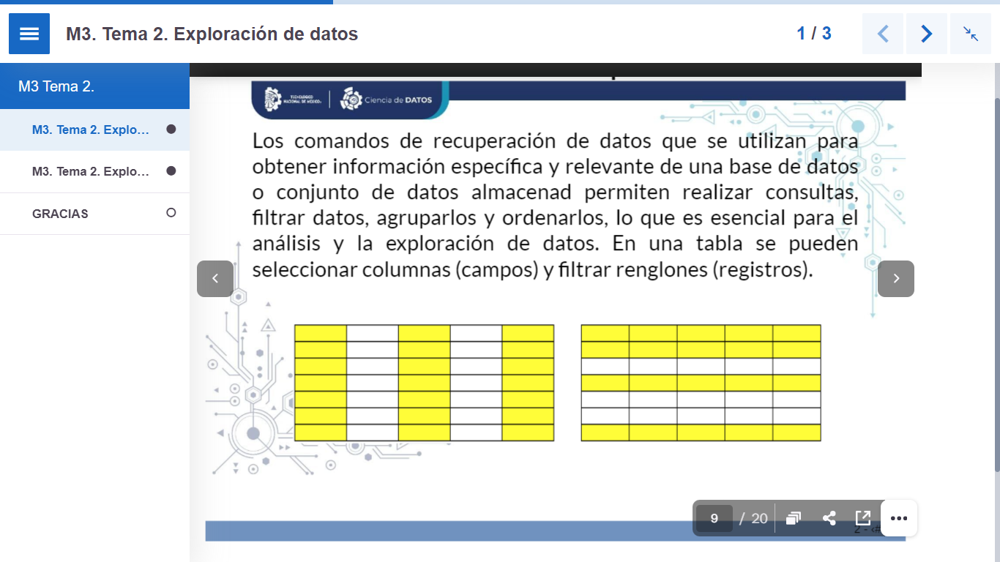 M3. Tema 2. Exploración de datos
1 / 3
M3 Tema 2.
M3. Tema 2. Explo...
M3. Tema 2. Explo...
GRACIAS
TECNOLÓGICO
NACIONAL DE MÉXICO
Ciencia de DATOS
Los comandos de recuperación de datos que se utilizan para
obtener información específica y relevante de una base de datos
o conjunto de datos almacenad permiten realizar consultas,
filtrar datos, agruparlos y ordenarlos, lo que es esencial para el
análisis y la exploración de datos. En una tabla se pueden
seleccionar columnas (campos) y filtrar renglones (registros).
9 / 20
2 - ‹#